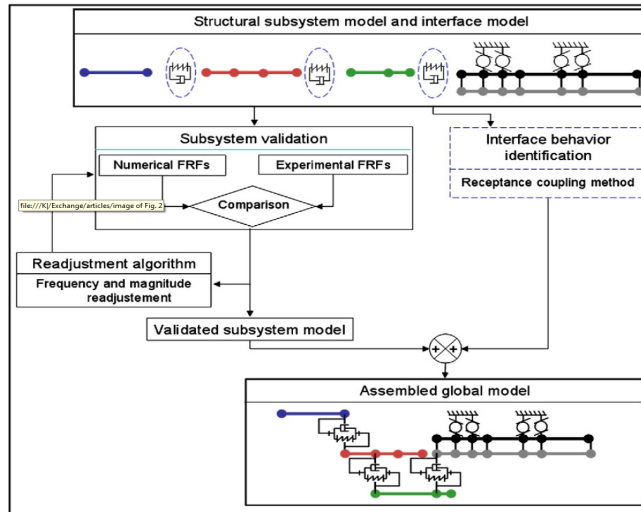 Structural subsystem model and interface model
Subsystem validation
Numerical FRFs
Experimental FRFs
Comparison
Interface behavior
identification
Receptance coupling method
file:///K|/Exchange/articles/image of Fig. 2
Readjustment algorithm
Frequency and magnitude
readjustement
Validated subsystem model
+ +
Assembled global model